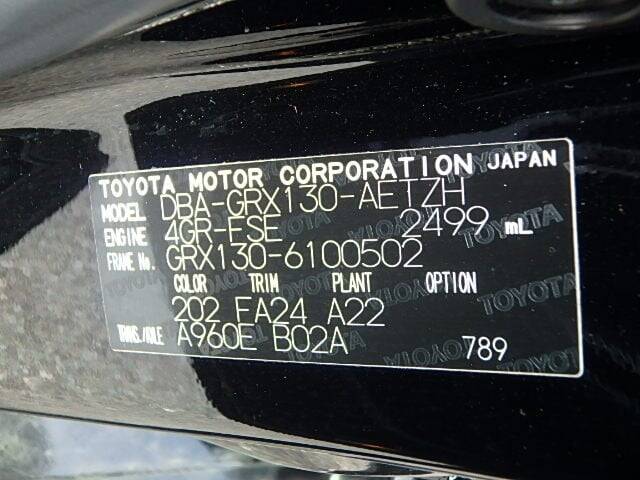 TOYOTA MOTOR CORPORATION JAPAN
MODEL DBA-GRX130-AETZH
ENGINE 4GR-FSE 2499 mL
FRAME No. GRX130-6100502
COLOR TRIM PLANT OPTION
202 FA24 A22
TRNS./AXLE A960E B02A 789